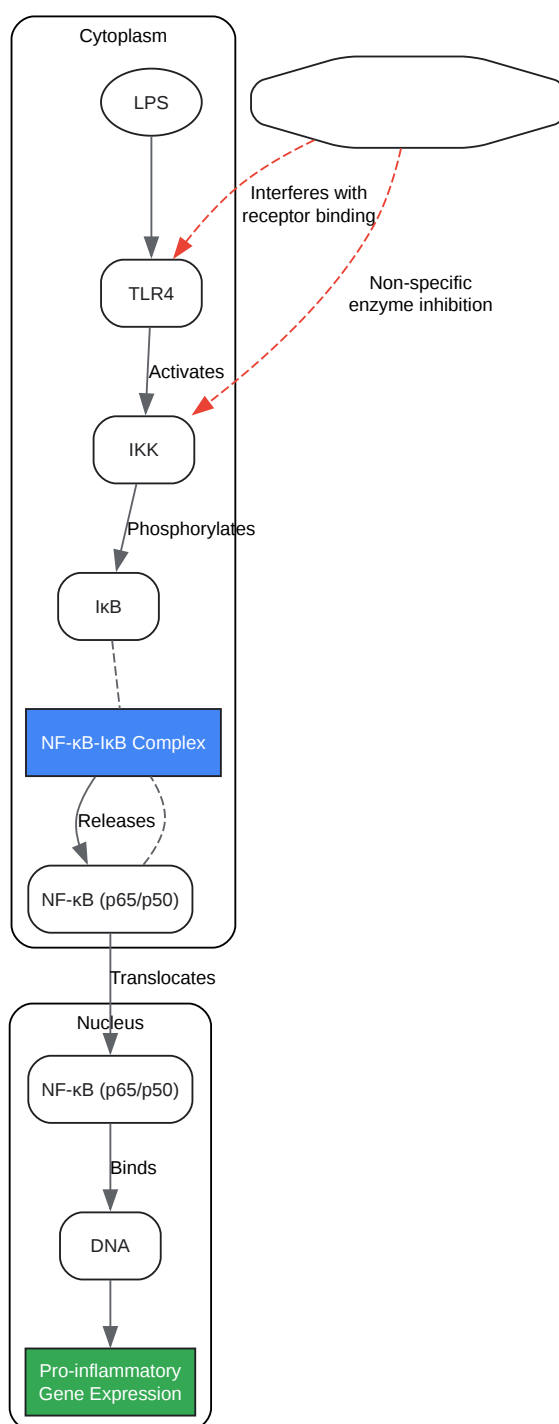 Cytoplasm
LPS
Interferes with
receptor binding
TLR4
Non-specific
enzyme inhibition
Activates
IKK
Phosphorylates
IκB
NF-κB-IκB Complex
Releases
NF-κB (p65/p50)
Translocates
Nucleus
NF-κB (p65/p50)
Binds
DNA
Pro-inflammatory
Gene Expression